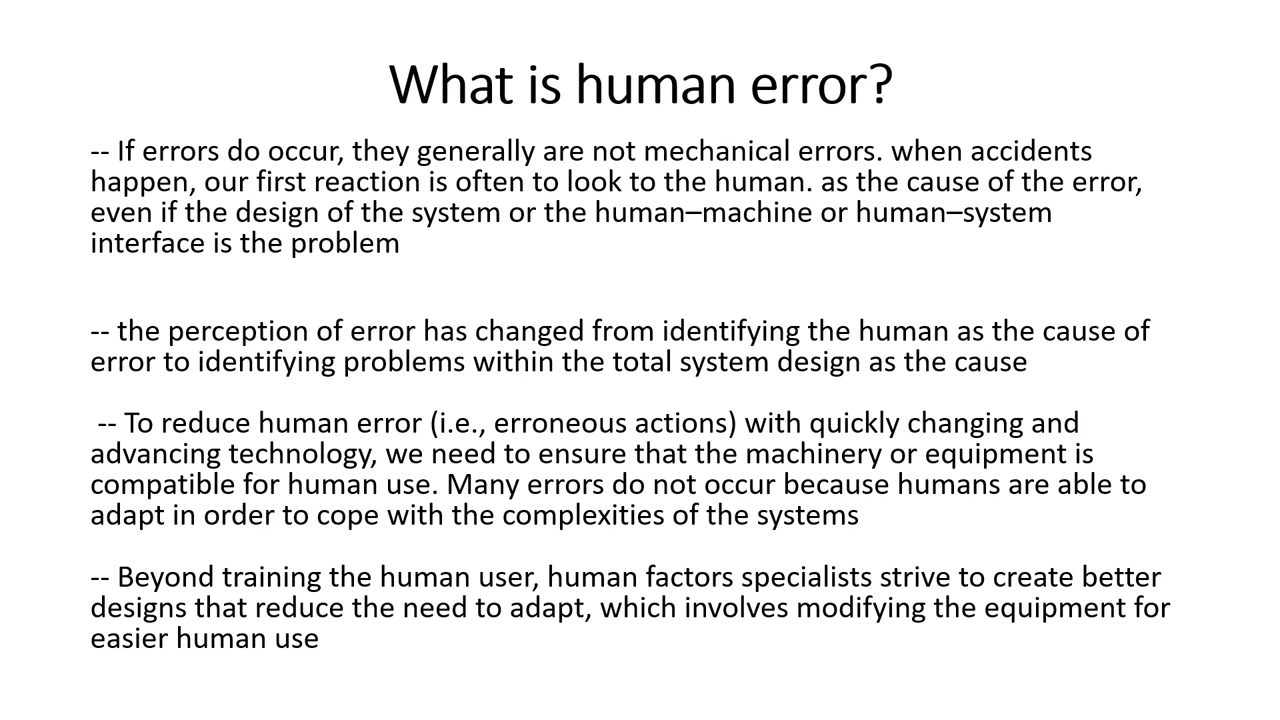 What is human error?
-- If errors do occur, they generally are not mechanical errors. when accidents
happen, our first reaction is often to look to the human. as the cause of the error,
even if the design of the system or the human–machine or human–system
interface is the problem
-- the perception of error has changed from identifying the human as the cause of
error to identifying problems within the total system design as the cause
-- To reduce human error (i.e., erroneous actions) with quickly changing and
advancing technology, we need to ensure that the machinery or equipment is
compatible for human use. Many errors do not occur because humans are able to
adapt in order to cope with the complexities of the systems
-- Beyond training the human user, human factors specialists strive to create better
designs that reduce the need to adapt, which involves modifying the equipment for
easier human use